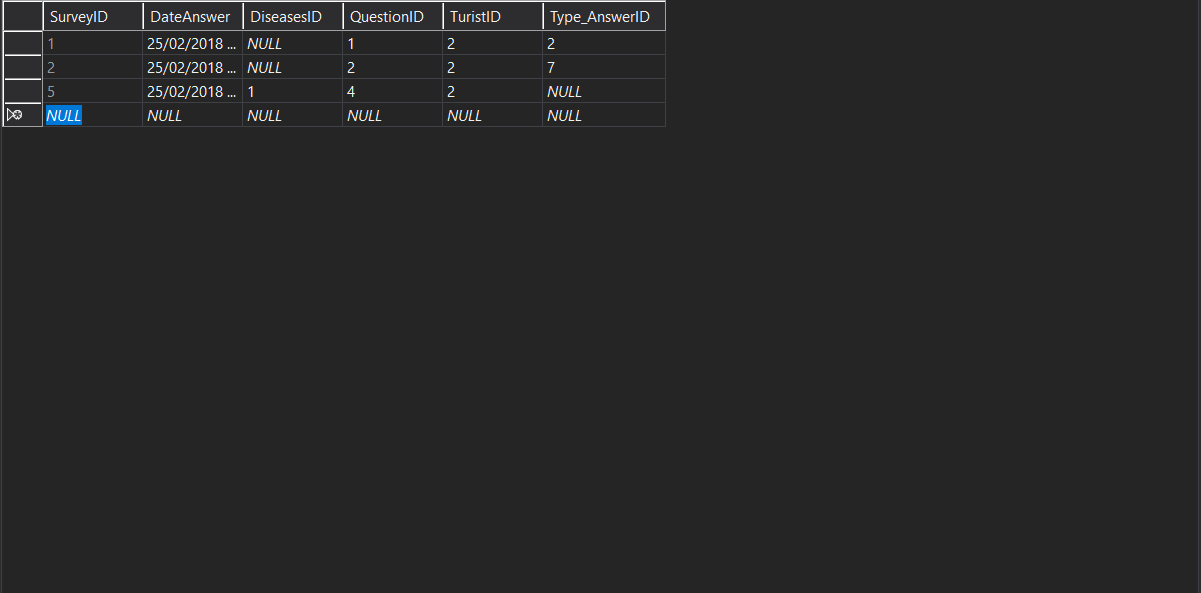 SurveyID DateAnswer DiseasesID QuestionID TuristID Type_AnswerID
1 25/02/2018 ... NULL 1 2 2
2 25/02/2018 ... NULL 2 2 7
5 25/02/2018 ... 1 4 2 NULL
NULL NULL NULL NULL NULL NULL